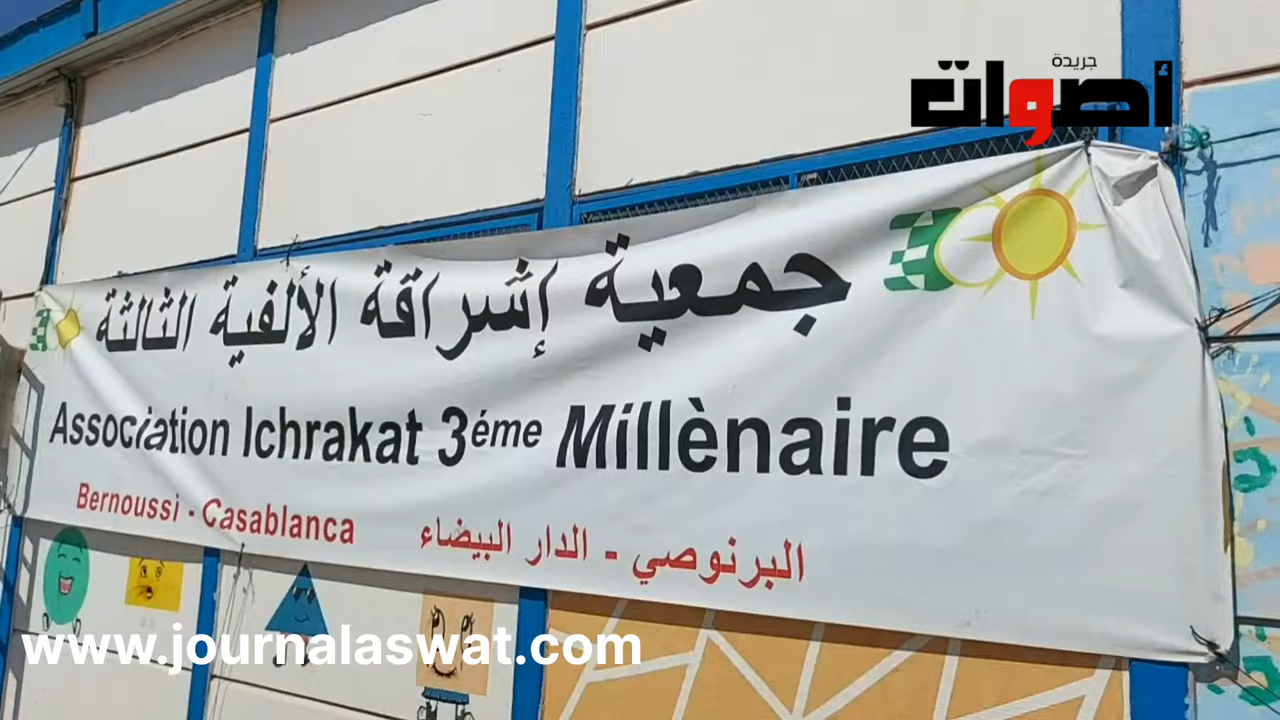 جريدة
أصوات
جمعية إشراقة الألفية الثالثة
Association Ichrakat 3éme Millènaire
Bernoussi - Casablanca البرنوصي - الدار البيضاء
www.journalaswat.com